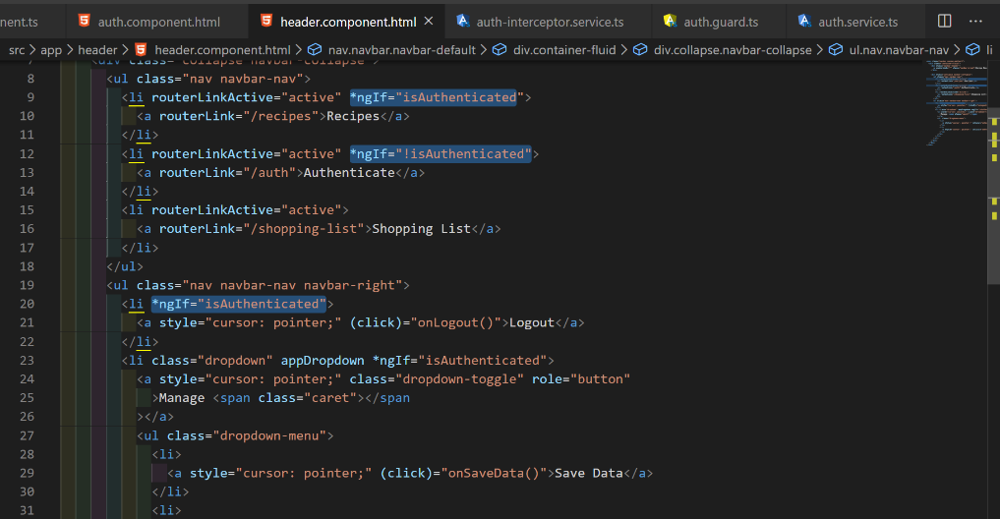 nent.ts auth.component.html header.component.html auth-interceptor.service.ts auth.guard.ts auth.service.ts
src > app > header > header.component.html > nav.navbar.navbar-default > div.container-fluid > div.collapse.navbar-collapse > ul.nav.navbar-nav > li
7 <div class="collapse navbar-collapse">
8 <ul class="nav navbar-nav">
9 <li routerLinkActive="active" *ngIf="isAuthenticated">
10 <a routerLink="/recipes">Recipes</a>
11 </li>
12 <li routerLinkActive="active" *ngIf="!isAuthenticated">
13 <a routerLink="/auth">Authenticate</a>
14 </li>
15 <li routerLinkActive="active">
16 <a routerLink="/shopping-list">Shopping List</a>
17 </li>
18 </ul>
19 <ul class="nav navbar-nav navbar-right">
20 <li *ngIf="isAuthenticated">
21 <a style="cursor: pointer;" (click)="onLogout()">Logout</a>
22 </li>
23 <li class="dropdown" appDropdown *ngIf="isAuthenticated">
24 <a style="cursor: pointer;" class="dropdown-toggle" role="button"
25 >Manage <span class="caret"></span
26 ></a>
27 <ul class="dropdown-menu">
28 <li>
29 <a style="cursor: pointer;" (click)="onSaveData()">Save Data</a>
30 </li>
31 <li>